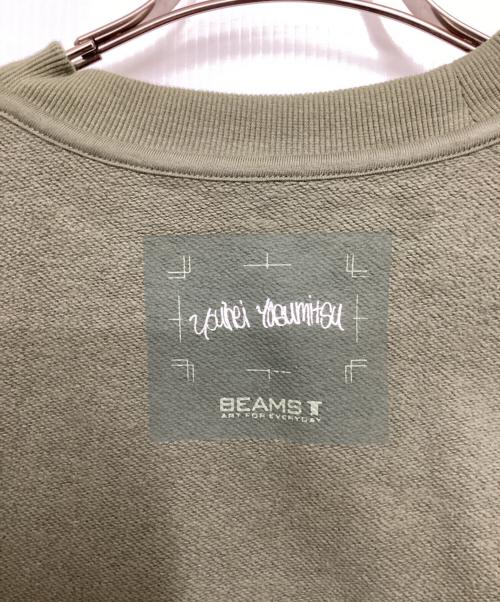 Youhei Yasumitsu
BEAMS T
ART FOR EVERYDAY